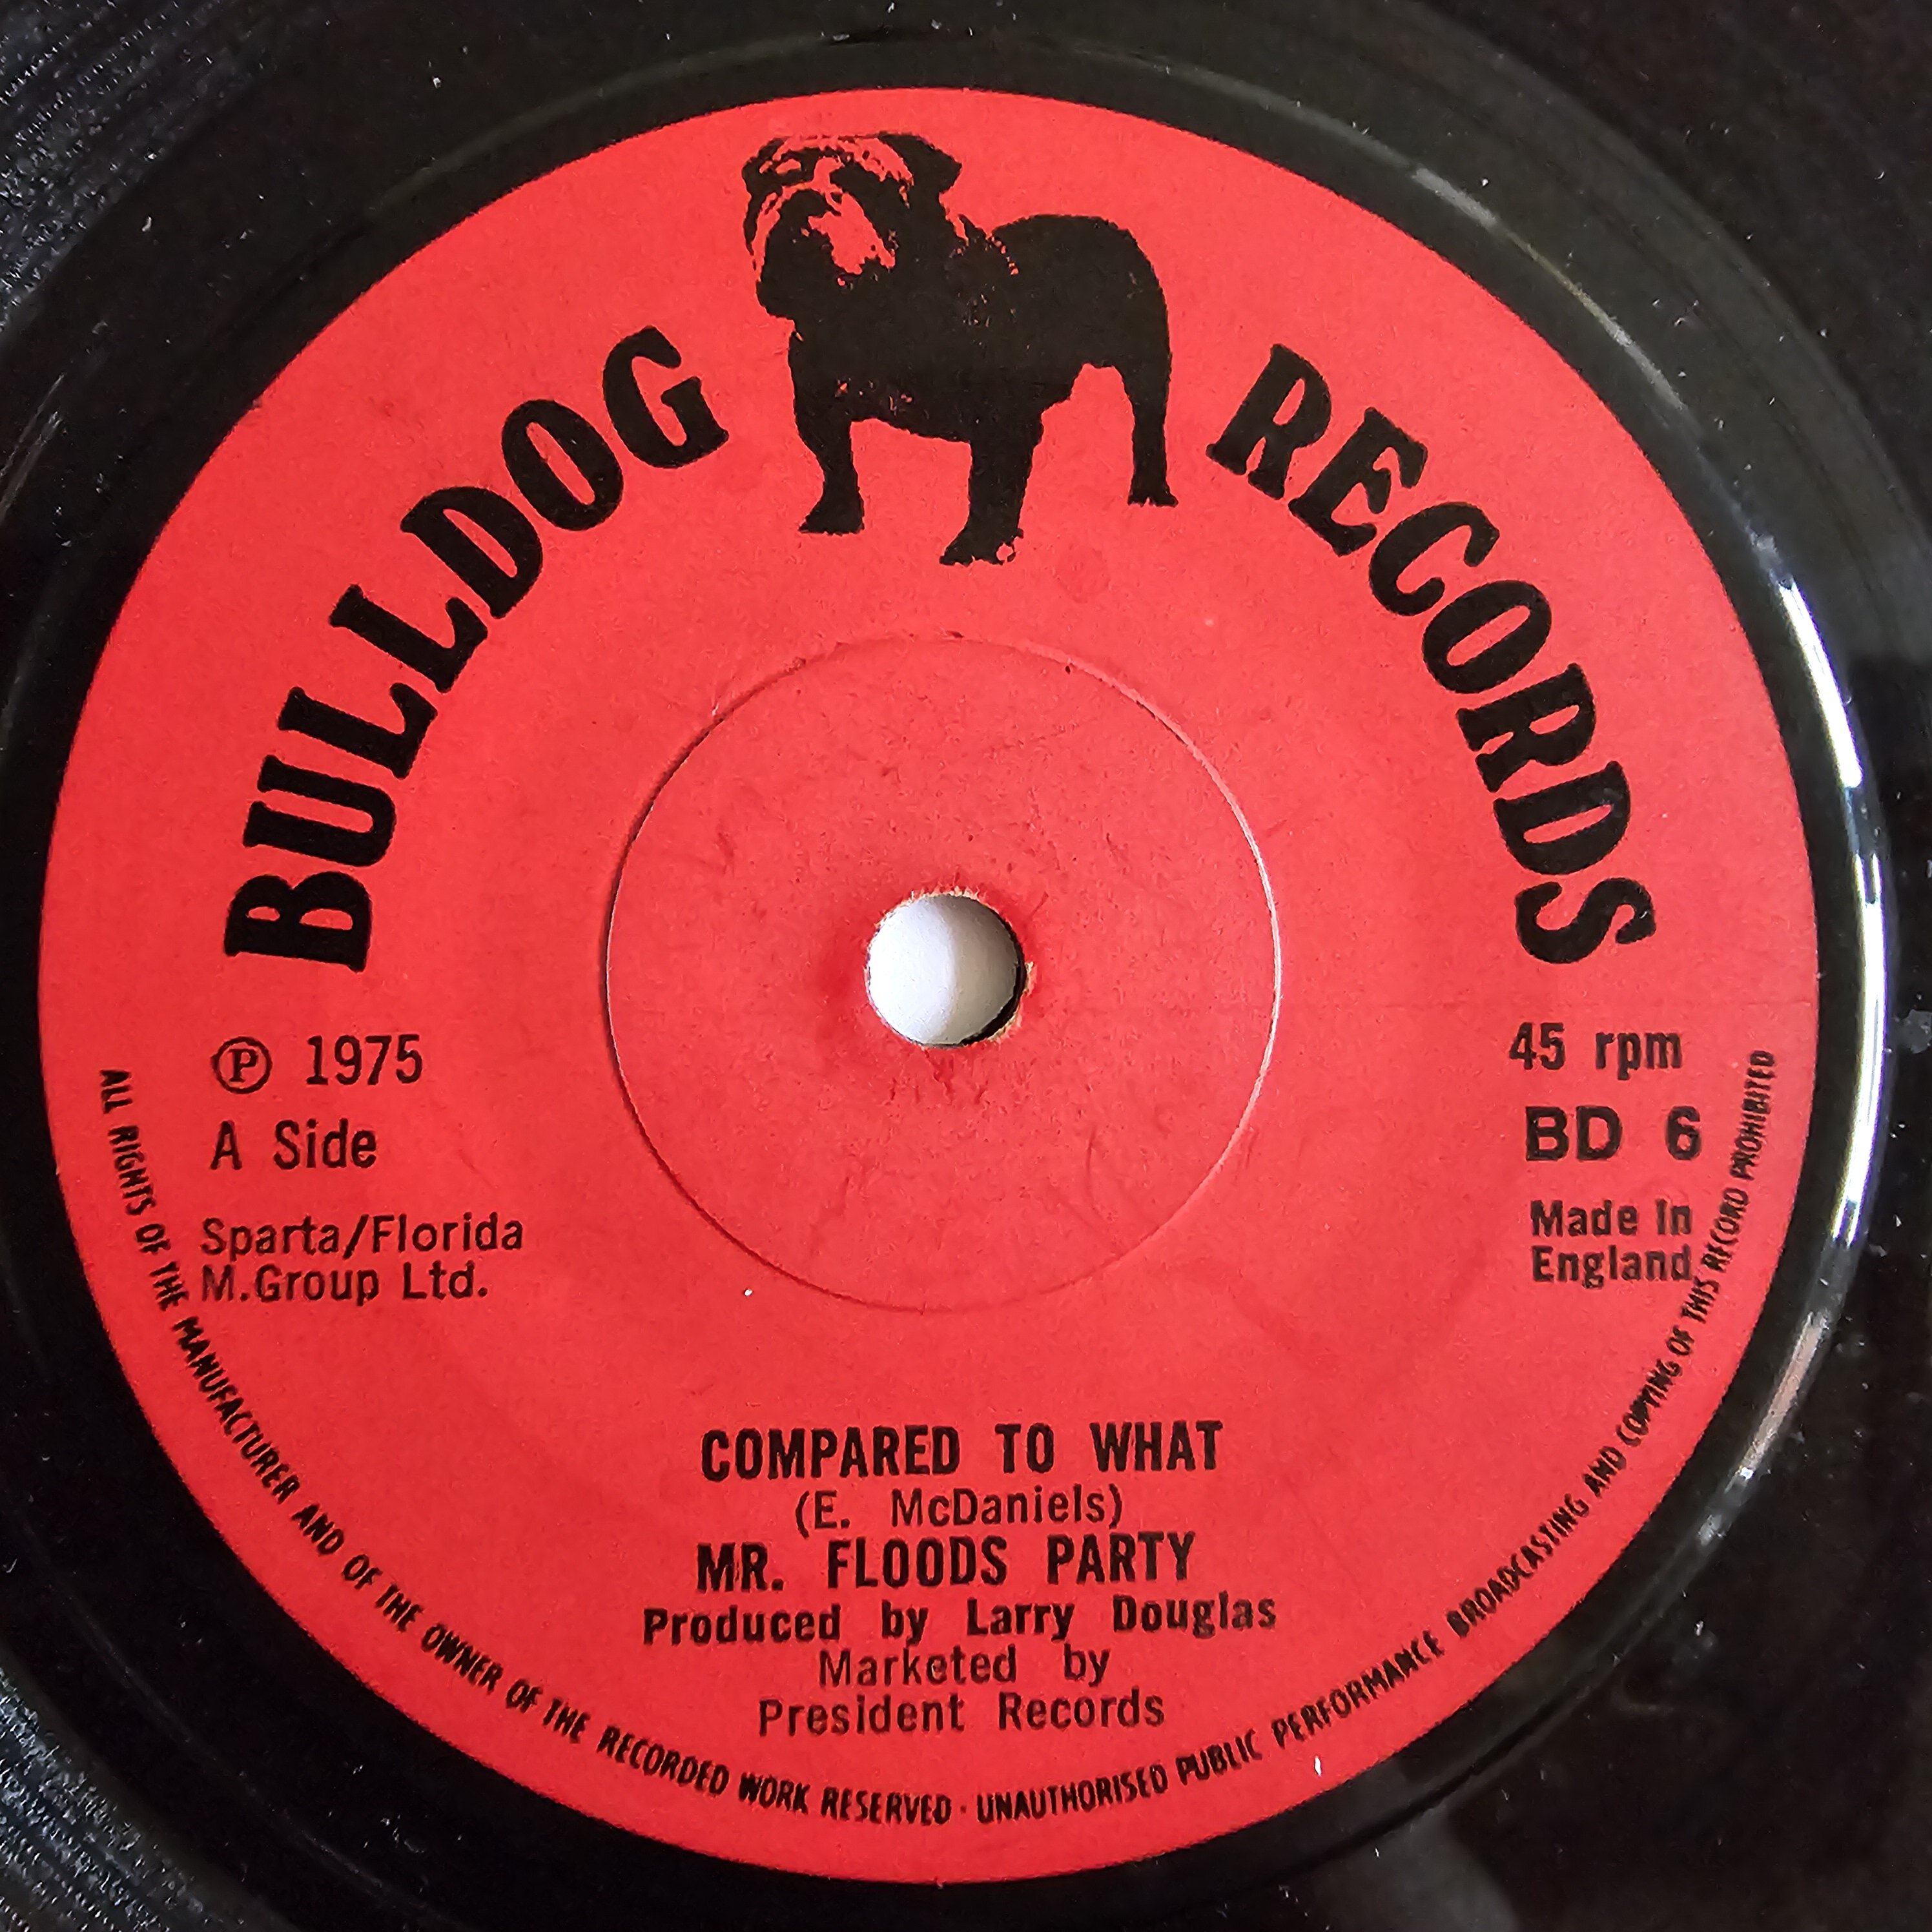 BULLDOG RECORDS
℗ 1975
A Side
Sparta/Florida
M.Group Ltd.
45 rpm
BD 6
Made In
England
COMPARED TO WHAT
(E. McDaniels)
MR. FLOODS PARTY
Produced by Larry Douglas
Marketed by
President Records
ALL RIGHTS OF THE MANUFACTURER AND OF THE OWNER OF THE RECORDED WORK RESERVED · UNAUTHORISED PUBLIC PERFORMANCE BROADCASTING AND COPYING OF THIS RECORD PROHIBITED